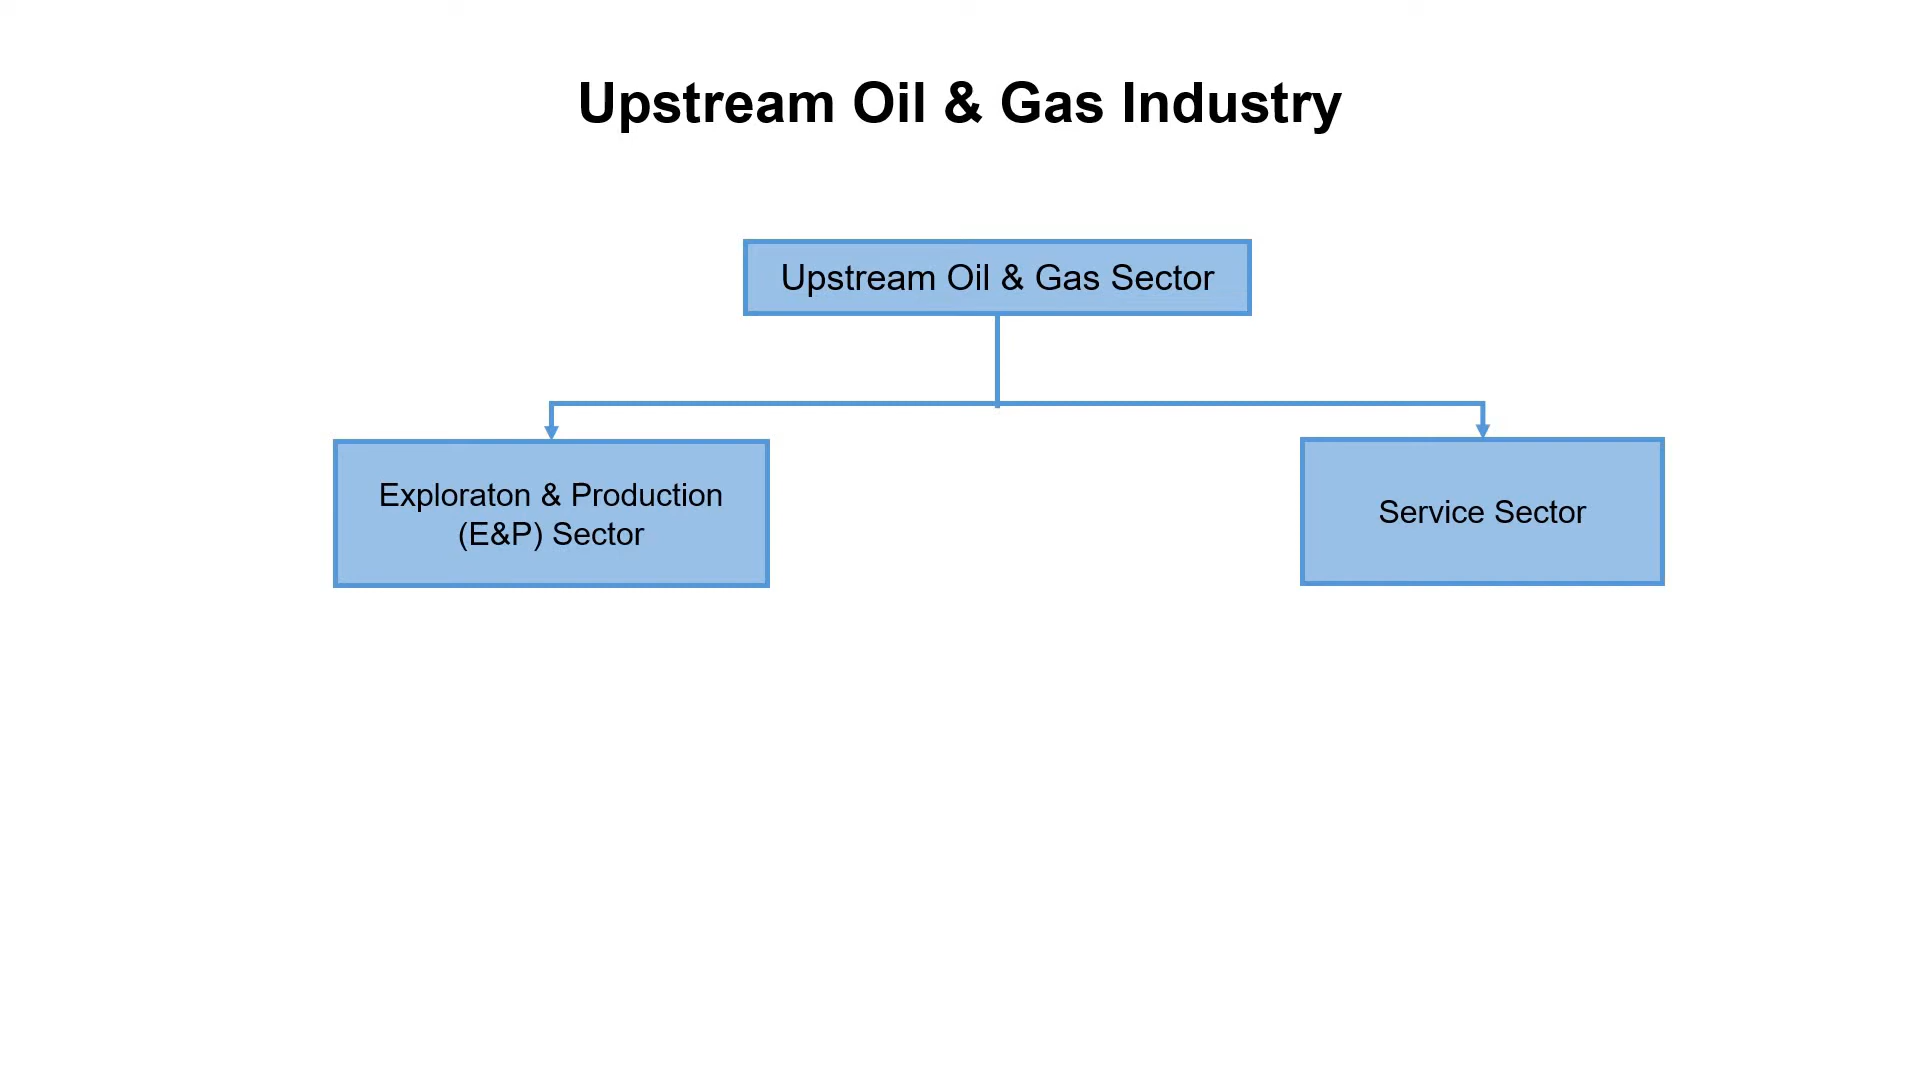 Upstream Oil & Gas Industry
Upstream Oil & Gas Sector
Exploraton & Production
(E&P) Sector
Service Sector